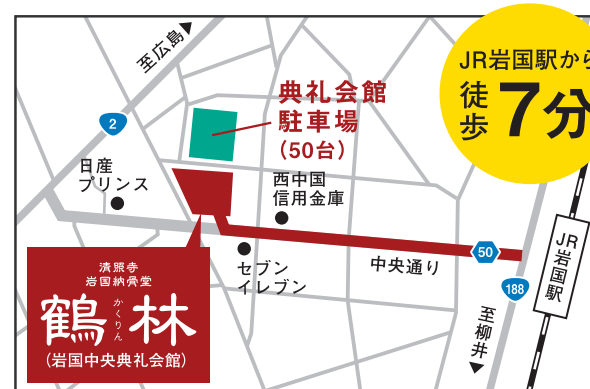 至広島
JR岩国駅から
徒歩
7分
典礼会館
駐車場
(50台)
2
日産
プリンス
西中国
信用金庫
セブン
イレブン
中央通り
50
188
JR岩国駅
至柳井
清照寺
岩国納骨堂
鶴林
かくりん
(岩国中央典礼会館)